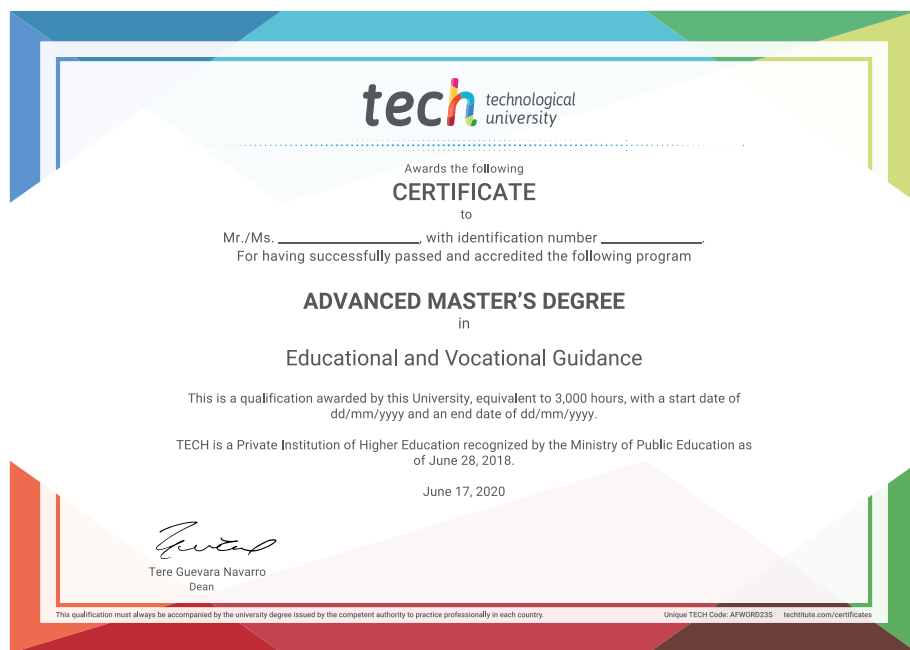 tech technological
university
Awards the following
CERTIFICATE
to
Mr./Ms. ____________________, with identification number ______________.
For having successfully passed and accredited the following program
ADVANCED MASTER’S DEGREE
in
Educational and Vocational Guidance
This is a qualification awarded by this University, equivalent to 3,000 hours, with a start date of
dd/mm/yyyy and an end date of dd/mm/yyyy.
TECH is a Private Institution of Higher Education recognized by the Ministry of Public Education as
of June 28, 2018.
June 17, 2020
Tere Guevara Navarro
Dean
This qualification must always be accompanied by the university degree issued by the competent authority to practice professionally in each country. Unique TECH Code: AFWORD23S techtitute.com/certificates